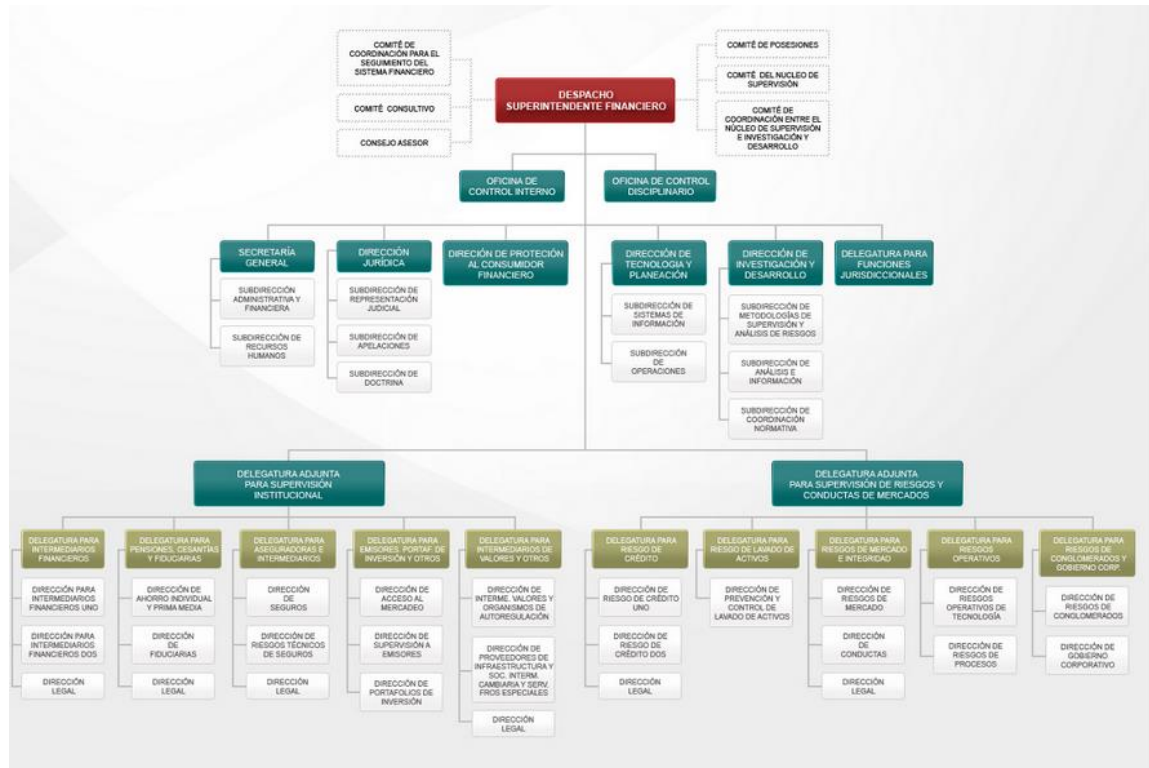 COMITÉ DE
COORDINACIÓN PARA EL
SEGUIMIENTO DEL
SISTEMA FINANCIERO
COMITÉ CONSULTIVO
CONSEJO ASESOR
DESPACHO
SUPERINTENDENTE FINANCIERO
COMITÉ DE POSESIONES
COMITÉ DEL NUCLEO DE
SUPERVISIÓN
COMITÉ DE
COORDINACIÓN ENTRE EL
NÚCLEO DE SUPERVISIÓN
E INVESTIGACIÓN Y
DESARROLLO
OFICINA DE
CONTROL INTERNO
OFICINA DE CONTROL
DISCIPLINARIO
SECRETARÍA
GENERAL
SUBDIRECCIÓN
ADMINISTRATIVA Y
FINANCIERA
SUBDIRECCIÓN DE
RECURSOS
HUMANOS
DIRECCIÓN
JURÍDICA
SUBDIRECCIÓN DE
REPRESENTACIÓN
JUDICIAL
SUBDIRECCIÓN DE
APELACIONES
SUBDIRECCIÓN DE
DOCTRINA
DIRECIÓN DE PROTECIÓN
AL CONSUMIDOR
FINANCIERO
DIRECCIÓN DE
TECNOLOGIA Y
PLANEACIÓN
SUBDIRECCIÓN DE
SISTEMAS DE
INFORMACIÓN
SUBDIRECCIÓN
DE
OPERACIONES
DIRECCIÓN DE
INVESTIGACIÓN Y
DESARROLLO
SUBDIRECCIÓN DE
METODOLOGÍAS DE
SUPERVISIÓN Y
ANÁLISIS DE RIESGOS
SUBDIRECCIÓN DE
ANÁLISIS E
INFORMACIÓN
SUBDIRECCIÓN DE
COORDINACIÓN
NORMATIVA
DELEGATURA PARA
FUNCIONES
JURISDICCIONALES
DELEGATURA ADJUNTA
PARA SUPERVISIÓN
INSTITUCIONAL
DELEGATURA PARA
INTERMEDIARIOS
FINANCIEROS
DIRECCIÓN PARA
INTERMEDIARIOS
FINANCIEROS UNO
DIRECCIÓN PARA
INTERMEDIARIOS
FINANCIEROS DOS
DIRECCIÓN
LEGAL
DELEGATURA PARA
PENSIONES, CESANTÍAS
Y FIDUCIARIAS
DIRECCIÓN DE
AHORRO INDIVIDUAL
Y PRIMA MEDIA
DIRECCIÓN
DE
FIDUCIARIAS
DIRECCIÓN
LEGAL
DELEGATURA PARA
ASEGURADORAS E
INTERMEDIARIOS
DIRECCIÓN
DE
SEGUROS
DIRECCIÓN DE
RIESGOS TÉCNICOS
DE SEGUROS
DIRECCIÓN
LEGAL
DELEGATURA PARA
EMISORES, PORTAF. DE
INVERSIÓN Y OTROS
DIRECCIÓN DE
ACCESO AL
MERCADEO
DIRECCIÓN DE
SUPERVISIÓN A
EMISORES
DIRECCIÓN DE
PORTAFOLIOS DE
INVERSIÓN
DELEGATURA PARA
INTERMEDIARIOS DE
VALORES Y OTROS
DIRECCIÓN DE
INTERME. VALORES Y
ORGANISMOS DE
AUTOREGULACIÓN
DIRECCIÓN DE
PROVEEDORES DE
INFRAESTRUCTURA Y
SOC. INTERM.
CAMBIARIA Y SERV.
FROS ESPECIALES
DIRECCIÓN
LEGAL
DELEGATURA ADJUNTA
PARA SUPERVISIÓN DE RIESGOS Y
CONDUCTAS DE MERCADOS
DELEGATURA PARA
RIESGO DE
CRÉDITO
DIRECCIÓN DE
RIESGO DE CRÉDITO
UNO
DIRECCIÓN DE
RIESGO DE
CRÉDITO DOS
DIRECCIÓN
LEGAL
DELEGATURA PARA
RIESGO DE LAVADO DE
ACTIVOS
DIRECCIÓN DE
PREVENCIÓN Y
CONTROL DE
LAVADO DE ACTIVOS
DELEGATURA PARA
RIESGOS DE MERCADO
E INTEGRIDAD
DIRECCIÓN DE
RIESGOS DE
MERCADO
DIRECCIÓN
DE
CONDUCTAS
DIRECCIÓN
LEGAL
DELEGATURA PARA
RIESGOS
OPERATIVOS
DIRECCIÓN DE
RIESGOS
OPERATIVOS DE
TECNOLOGÍA
DIRECCIÓN
DE RIESGOS DE
PROCESOS
DELEGATURA PARA
RIESGOS DE
CONGLOMERADOS Y
GOBIERNO CORP.
DIRECCIÓN
DE RIESGOS DE
CONGLOMERADOS
DIRECCIÓN DE
GOBIERNO
CORPORATIVO